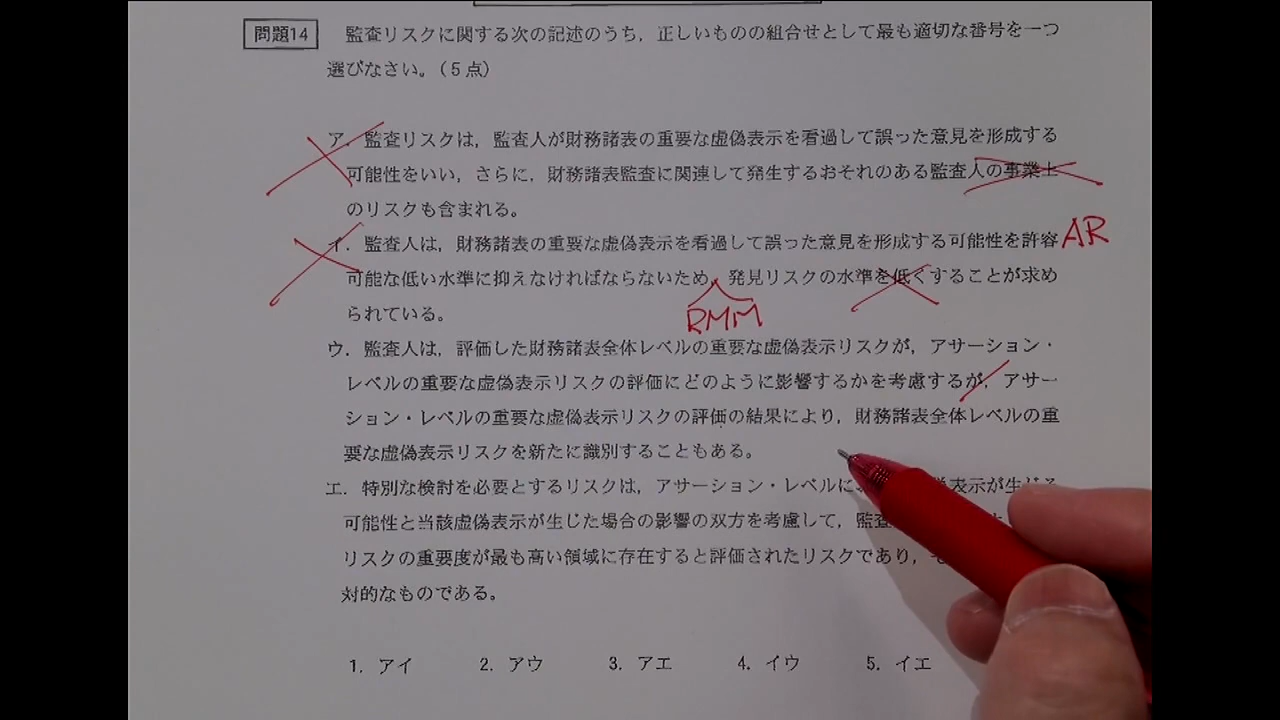 問題14 監査リスクに関する次の記述のうち，正しいものの組合せとして最も適切な番号を一つ
選びなさい。（５点）
ア．監査リスクは，監査人が財務諸表の重要な虚偽表示を看過して誤った意見を形成する
可能性をいい，さらに，財務諸表監査に関連して発生するおそれのある監査人の事業上
のリスクも含まれる。
イ．監査人は，財務諸表の重要な虚偽表示を看過して誤った意見を形成する可能性を許容 AR
可能な低い水準に抑えなければならないため，発見リスクの水準を低くすることが求め
RMM
られている。
ウ．監査人は，評価した財務諸表全体レベルの重要な虚偽表示リスクが，アサーション・
レベルの重要な虚偽表示リスクの評価にどのように影響するかを考慮するが，アサー
ション・レベルの重要な虚偽表示リスクの評価の結果により，財務諸表全体レベルの重
要な虚偽表示リスクを新たに識別することもある。
エ．特別な検討を必要とするリスクは，アサーション・レベルに 表示が生じる
可能性と当該虚偽表示が生じた場合の影響の双方を考慮して，監査
リスクの重要度が最も高い領域に存在すると評価されたリスクであり，
対的なものである。
1．アイ 2．アウ 3．アエ 4．イウ 5．イエ